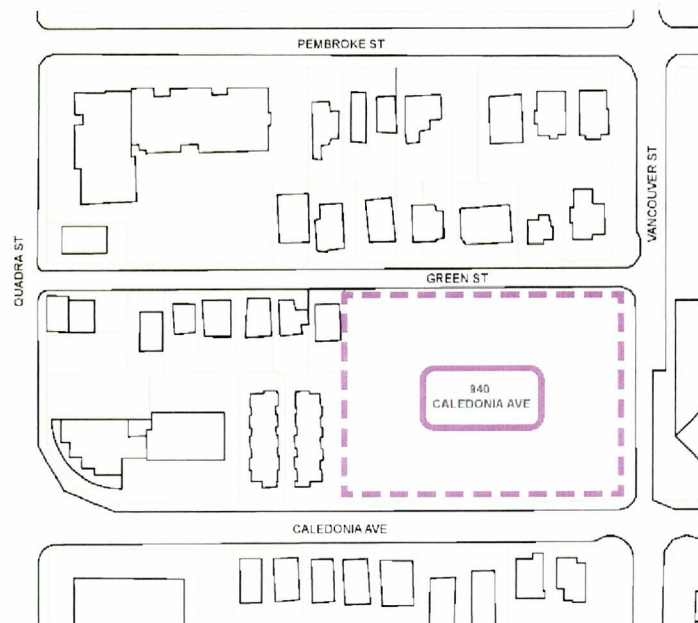 PEMBROKE ST
VANCOUVER ST
QUADRA ST
GREEN ST
940
CALEDONIA AVE
CALEDONIA AVE